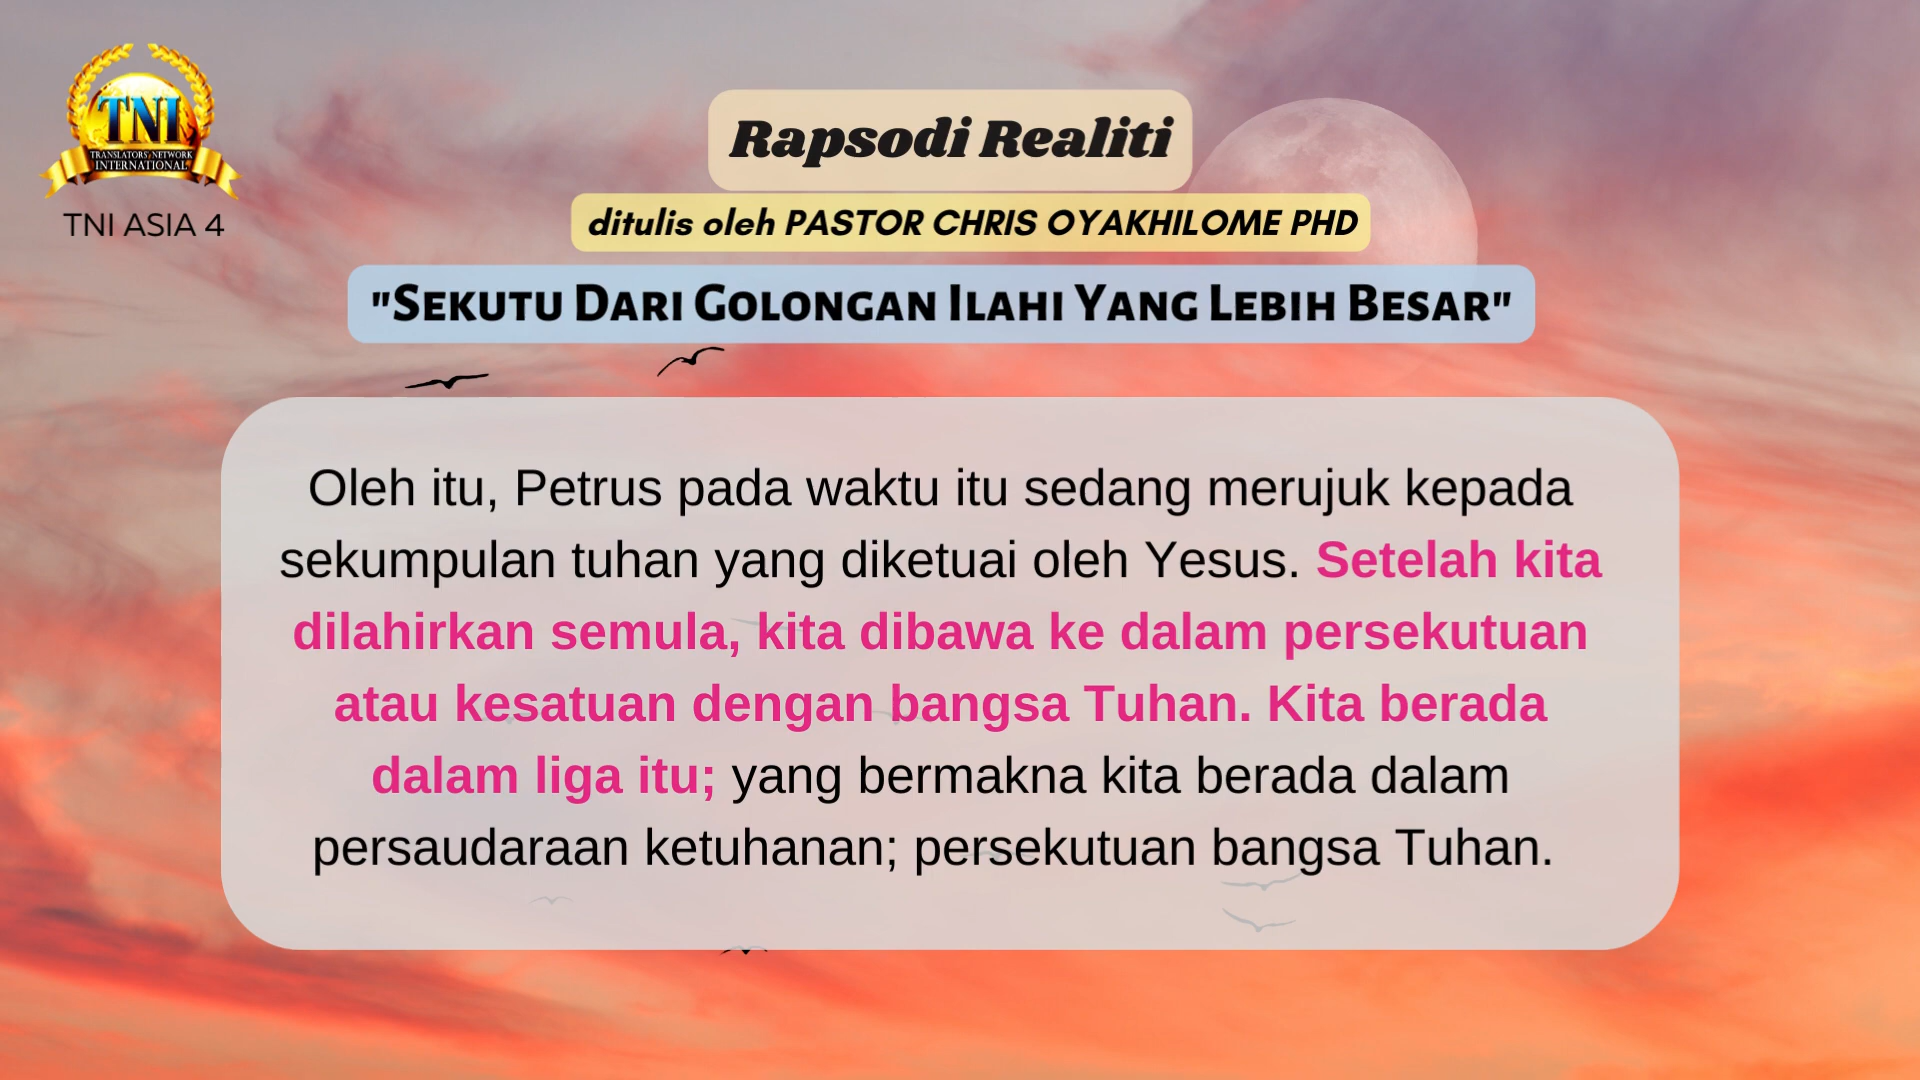 TNI
TRANSLATORS' NETWORK
INTERNATIONAL
TNI ASIA 4
Rapsodi Realiti
ditulis oleh PASTOR CHRIS OYAKHILOME PHD
"Sekutu Dari Golongan Ilahi Yang Lebih Besar"
Oleh itu, Petrus pada waktu itu sedang merujuk kepada
sekumpulan tuhan yang diketuai oleh Yesus. Setelah kita
dilahirkan semula, kita dibawa ke dalam persekutuan
atau kesatuan dengan bangsa Tuhan. Kita berada
dalam liga itu; yang bermakna kita berada dalam
persaudaraan ketuhanan; persekutuan bangsa Tuhan.